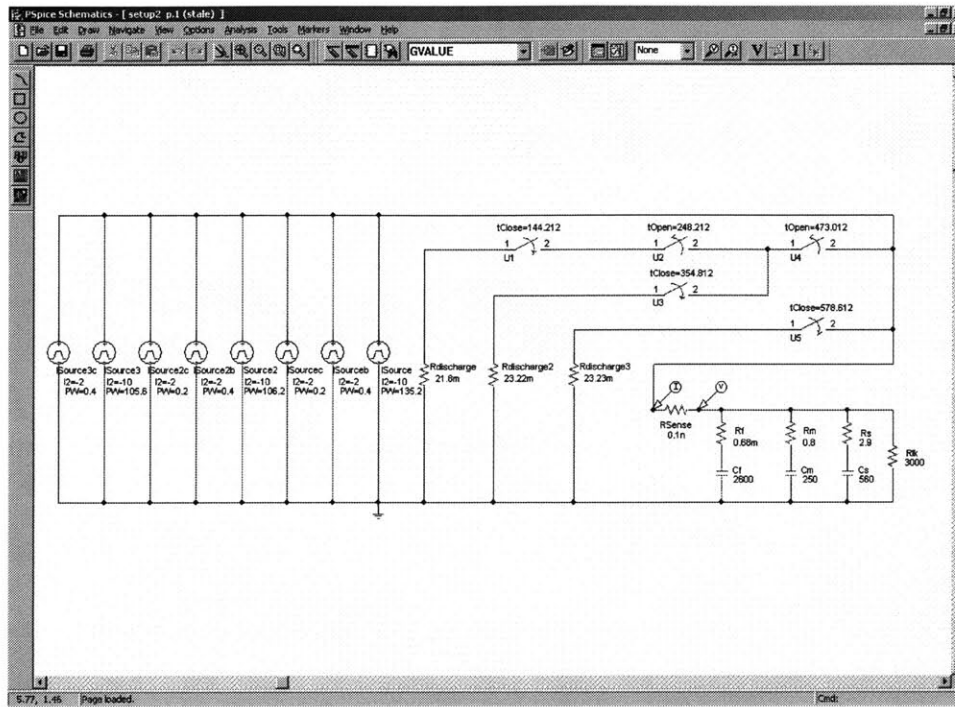 PSpice Schematics - [ setup2 p.1 (stale) ]
File Edit Draw Navigate View Options Analysis Tools Markers Window Help
GVALUE None V I
tClose=144.212 tOpen=248.212 tOpen=473.012
1 2 1 2 1 2
U1 U2 U4
tClose=354.812
1 2
U3
tClose=578.612
1 2
U5
ISource3c ISource3 ISource2c ISource2b ISource2 ISourcec ISourceb ISource
I2=-2 I2=-10 I2=-2 I2=-2 I2=-10 I2=-2 I2=-2 I2=-10
PW=0.4 PW=105.6 PW=0.2 PW=0.4 PW=106.2 PW=0.2 PW=0.4 PW=135.2
Rdischarge Rdischarge2 Rdischarge3
21.8m 23.22m 23.23m
I V
RSense
0.1n
Rf Rm Rs Rlk
0.68m 0.8 2.9 3000
Cf Cm Cs
2600 250 560
5.77, 1.46 Page loaded. Cmd: